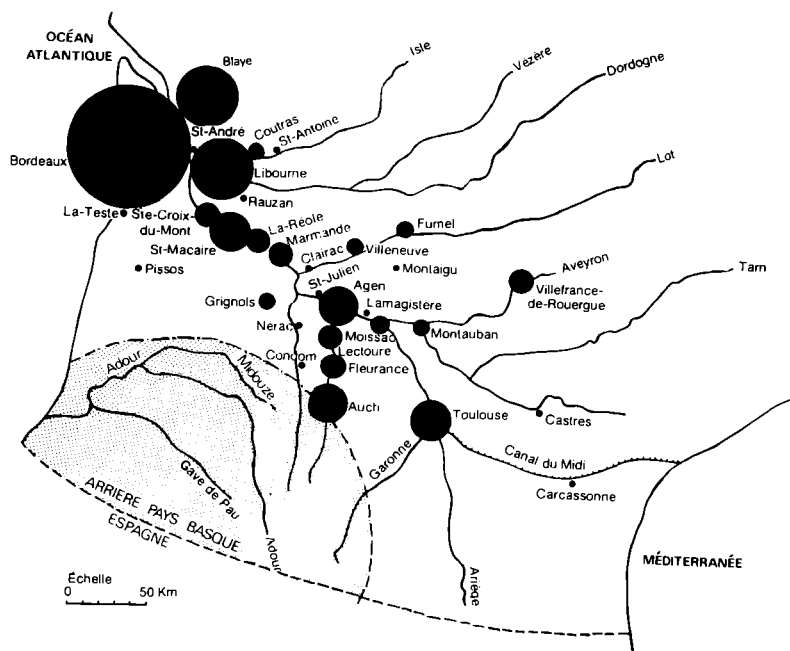 OCÉAN
ATLANTIQUE
Blaye
Isle
Vézère
Dordogne
Bordeaux
St-André
Coutras
St-Antoine
Libourne
Rauzan
Lot
La-Teste
Ste-Croix-
du-Mont
St-Macaire
La-Réole
Marmande
Fumel
Clairac
Villeneuve
Pissos
Montaigu
St-Julien
Agen
Aveyron
Tarn
Grignols
Lamagistère
Villefrance-
de-Rouergue
Nérac
Moissac
Montauban
Condom
Lectoure
Fleurance
Adour
Midouze
Auch
Toulouse
Castres
Garonne
Canal du Midi
Carcassonne
Gave de Pau
ARRIERE PAYS BASQUE
ESPAGNE
Adour
Ariège
MÉDITERRANÉE
Échelle
0 50 Km